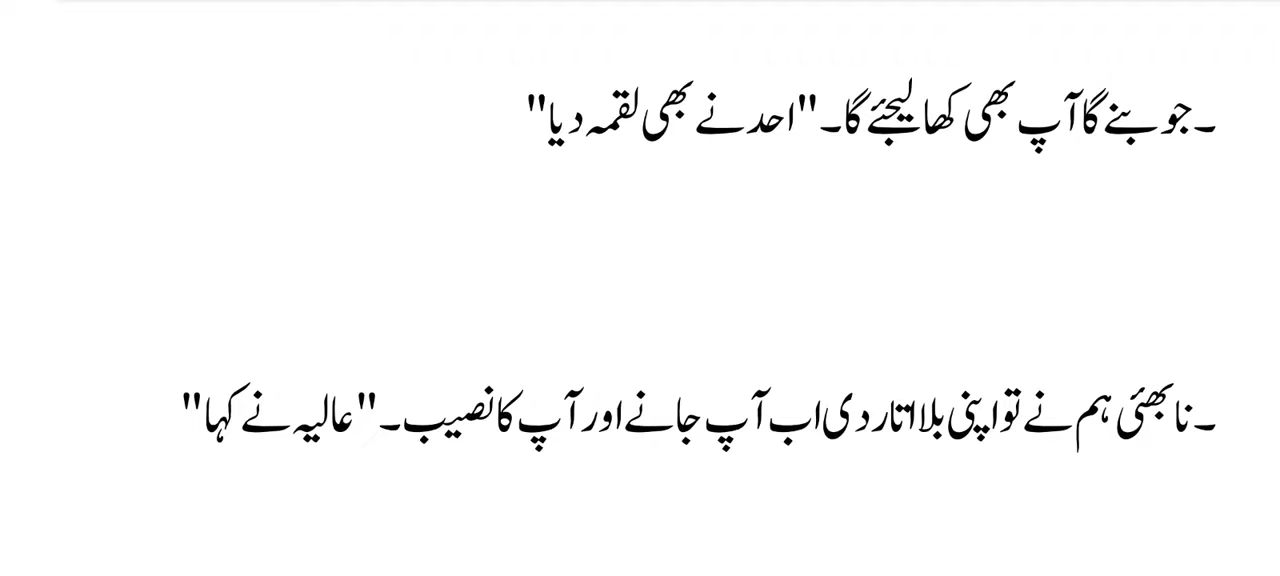 ۔ جو بنے گا آپ بھی کھا لیجئے گا۔"احد نے بھی لقمہ دیا"
۔ نا بھئی ہم نے تو اپنی بلا اتار دی اب آپ جانے اور آپ کا نصیب۔"عالیہ نے کہا"